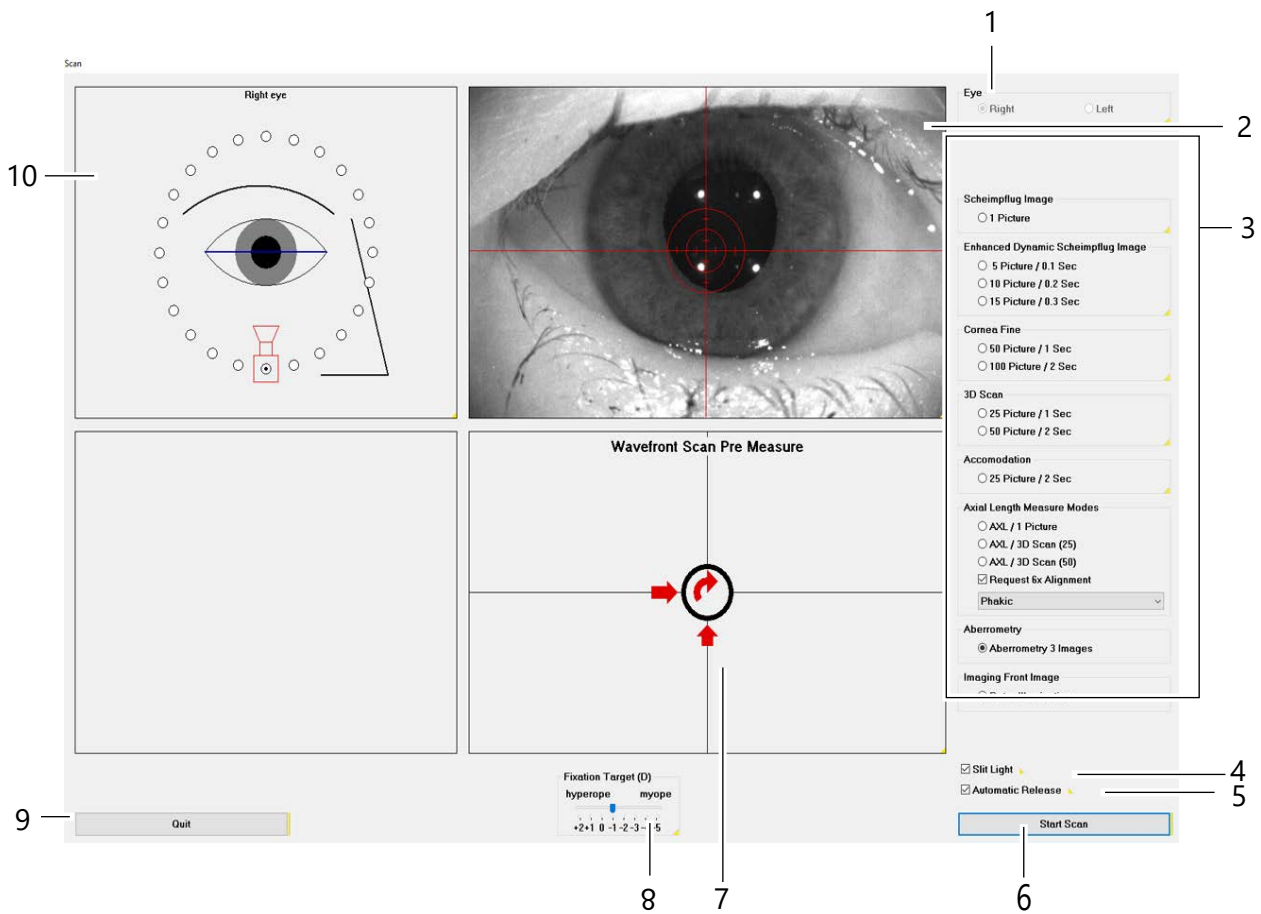 1
Scan
Right eye
Eye
Right Left
2
10
Scheimpflug Image
1 Picture
3
Enhanced Dynamic Scheimpflug Image
5 Picture / 0.1 Sec
10 Picture / 0.2 Sec
15 Picture / 0.3 Sec
Cornea Fine
50 Picture / 1 Sec
100 Picture / 2 Sec
3D Scan
25 Picture / 1 Sec
50 Picture / 2 Sec
Wavefront Scan Pre Measure
Accomodation
25 Picture / 2 Sec
Axial Length Measure Modes
AXL / 1 Picture
AXL / 3D Scan (25)
AXL / 3D Scan (50)
Request 6x Alignment
Phakic
Aberrometry
Aberrometry 3 Images
Imaging Front Image
Slit Light
4
Automatic Release
5
Fixation Target (D)
hyperope myope
+2+1 0 -1 -2 -3 - -5
9
Quit
Start Scan
8
7
6